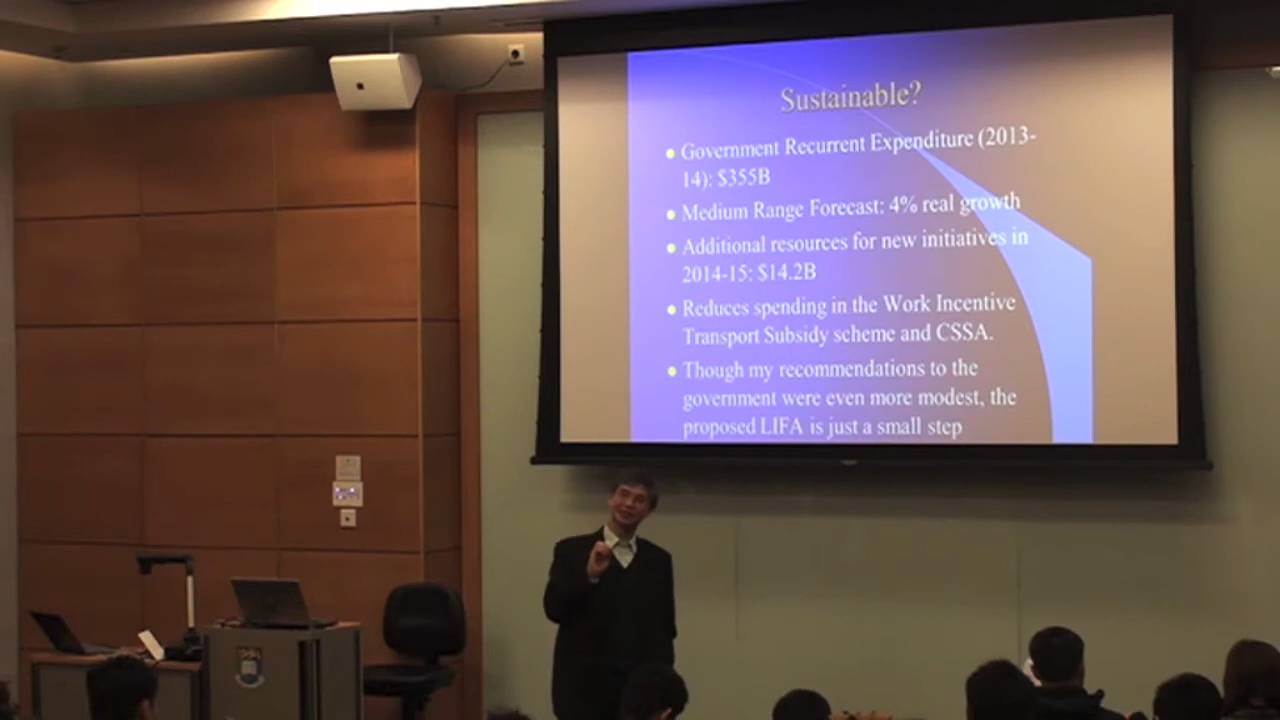 Sustainable?
Government Recurrent Expenditure (2013-
14): $355B
Medium Range Forecast: 4% real growth
Additional resources for new initiatives in
2014-15: $14.2B
Reduces spending in the Work Incentive
Transport Subsidy scheme and CSSA.
Though my recommendations to the
government were even more modest, the
proposed LIFA is just a small step